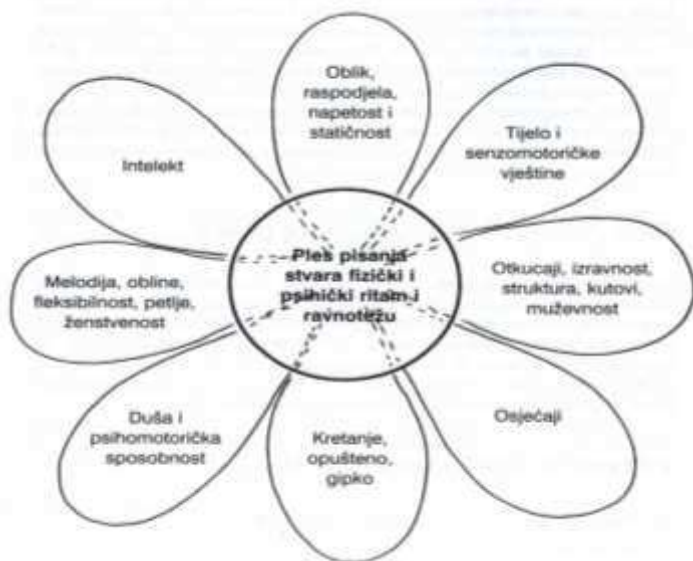 Oblik,
raspodjela,
napetost i
statičnost
Tijelo i
senzomotoričke
vještine
Intelekt
Ples pisanja
stvara fizički i
psihički ritam i
ravnotežu
Otkucaji, izravnost,
struktura, kutovi,
muževnost
Melodija, obline,
fleksibilnost, petlje,
ženstvenost
Osjećaji
Duša i
psihomotorička
sposobnost
Kretanje,
opušteno,
gipko